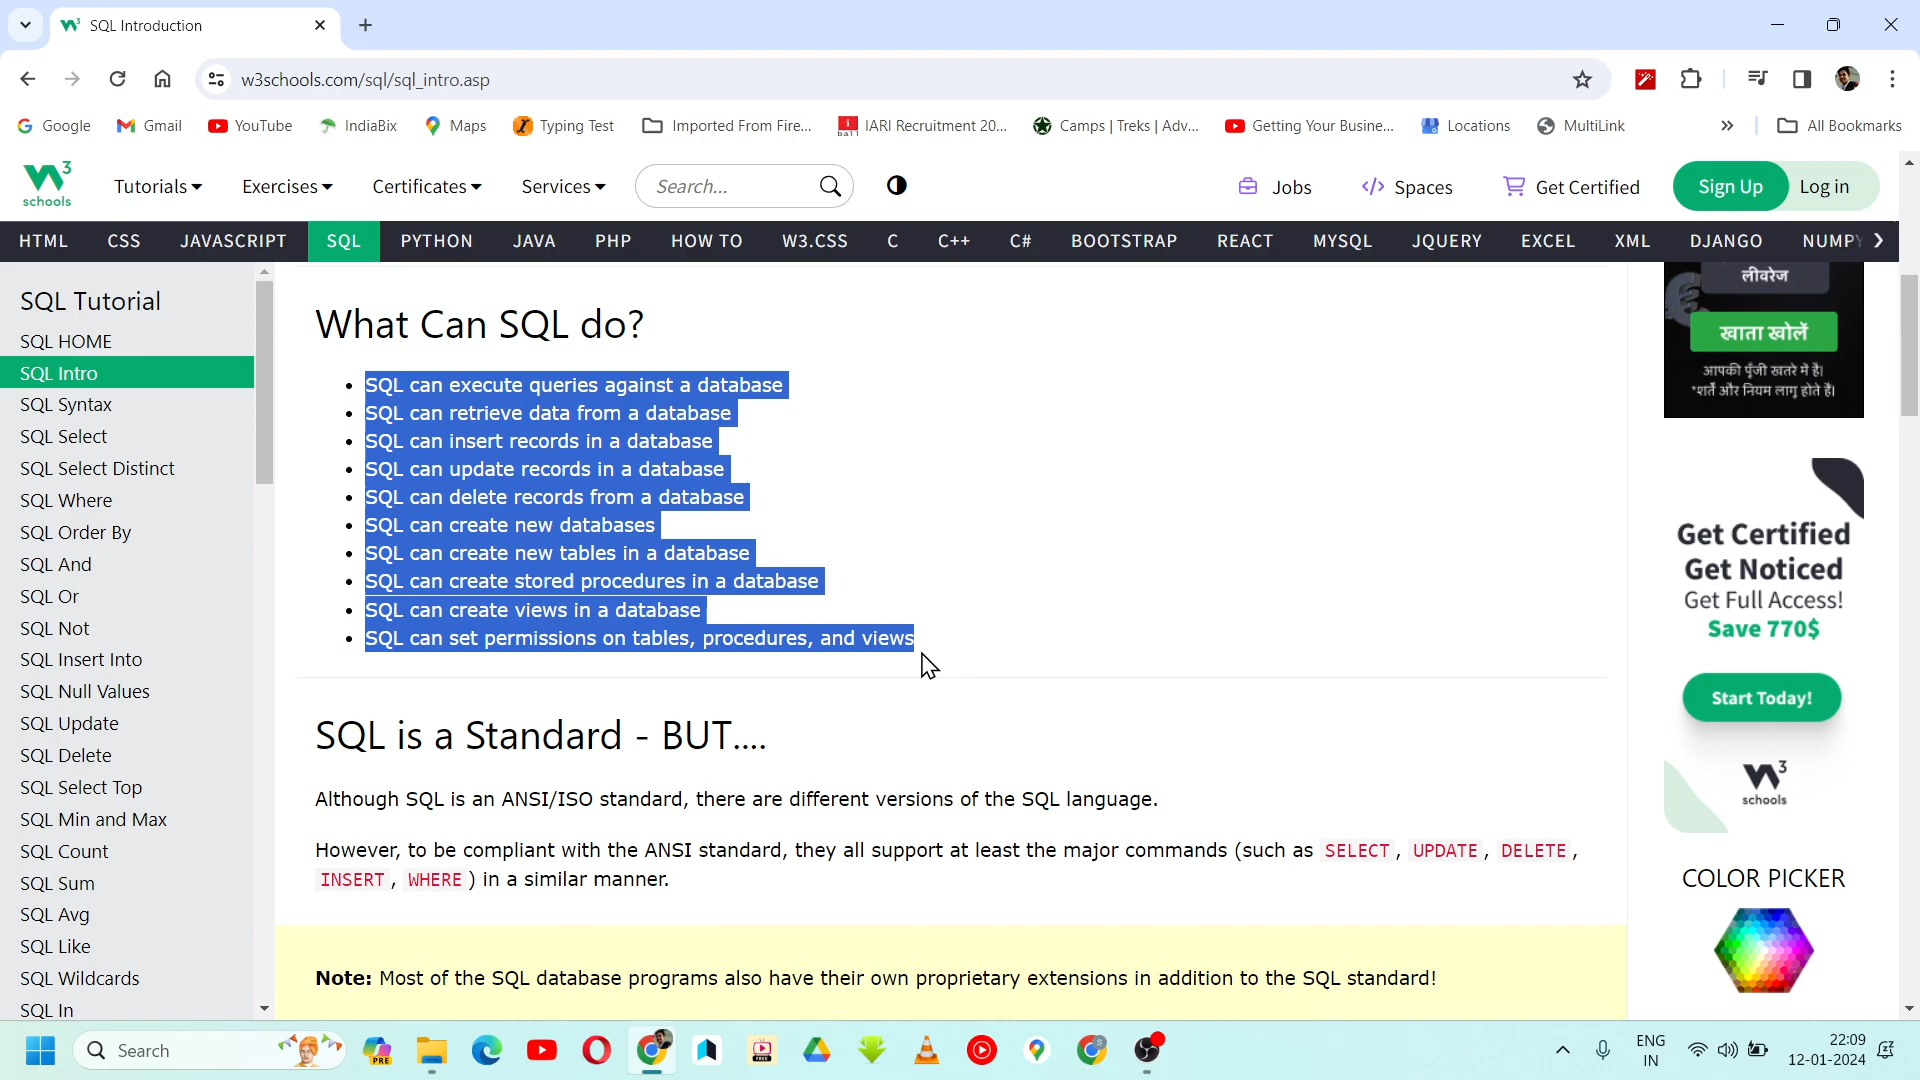 SQL Introduction
w3schools.com/sql/sql_intro.asp
Google Gmail YouTube IndiaBix Maps Typing Test Imported From Fire... IARI Recruitment 20... Camps | Treks | Adv... Getting Your Busine... Locations MultiLink All Bookmarks
W3 schools Tutorials Exercises Certificates Services Search... Jobs Spaces Get Certified Sign Up Log in
HTML CSS JAVASCRIPT SQL PYTHON JAVA PHP HOW TO W3.CSS C C++ C# BOOTSTRAP REACT MYSQL JQUERY EXCEL XML DJANGO NUMPY
SQL Tutorial
SQL HOME
SQL Intro
SQL Syntax
SQL Select
SQL Select Distinct
SQL Where
SQL Order By
SQL And
SQL Or
SQL Not
SQL Insert Into
SQL Null Values
SQL Update
SQL Delete
SQL Select Top
SQL Min and Max
SQL Count
SQL Sum
SQL Avg
SQL Like
SQL Wildcards
SQL In
What Can SQL do?
• SQL can execute queries against a database
• SQL can retrieve data from a database
• SQL can insert records in a database
• SQL can update records in a database
• SQL can delete records from a database
• SQL can create new databases
• SQL can create new tables in a database
• SQL can create stored procedures in a database
• SQL can create views in a database
• SQL can set permissions on tables, procedures, and views
SQL is a Standard - BUT....
Although SQL is an ANSI/ISO standard, there are different versions of the SQL language.
However, to be compliant with the ANSI standard, they all support at least the major commands (such as SELECT, UPDATE, DELETE,
INSERT, WHERE) in a similar manner.
Note: Most of the SQL database programs also have their own proprietary extensions in addition to the SQL standard!
लीवरेज
खाता खोलें
आपकी पूँजी खतरे में है।
*शर्तें और नियम लागू होते हैं।
Get Certified
Get Noticed
Get Full Access!
Save 770$
Start Today!
W3
schools
COLOR PICKER
Search
PRE
FREE
S
ENG
IN
22:09
12-01-2024